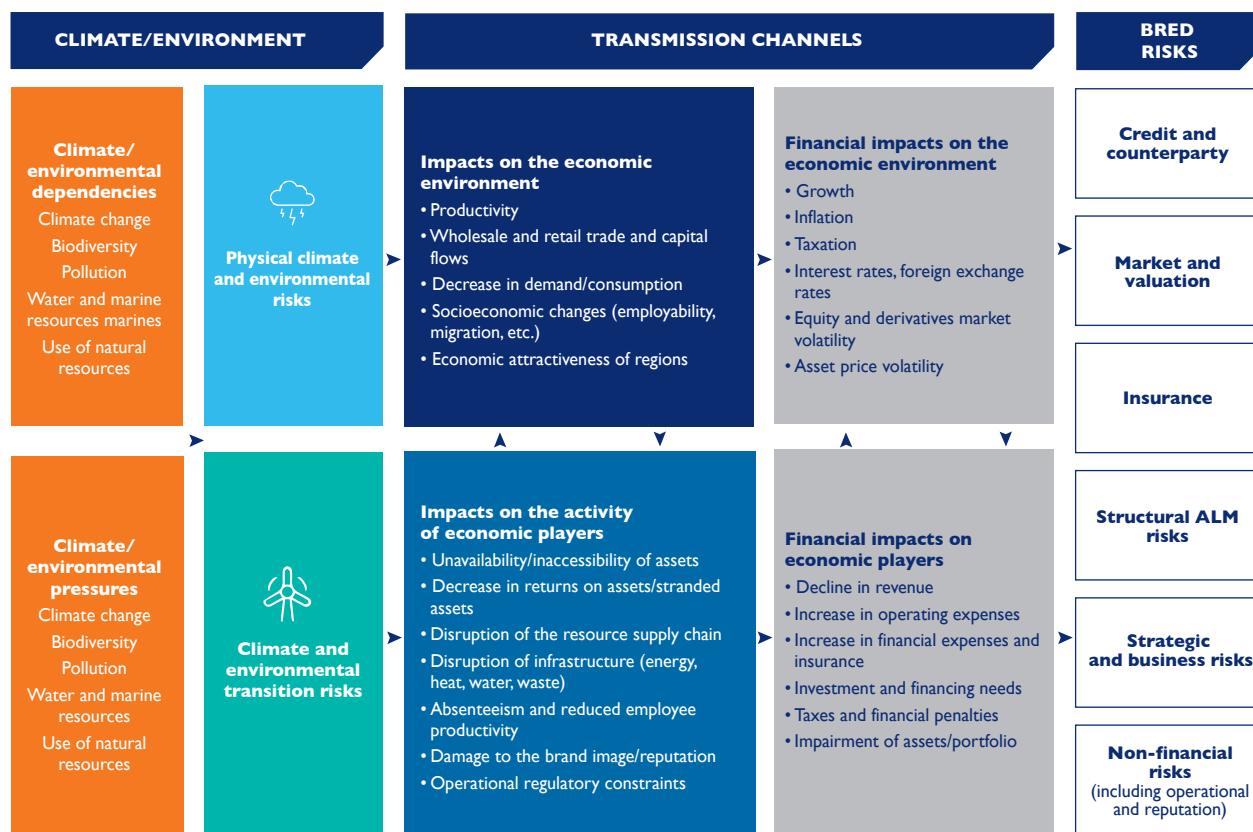 CLIMATE/ENVIRONMENT
TRANSMISSION CHANNELS
BRED
RISKS
Climate/
environmental
dependencies
Climate change
Biodiversity
Pollution
Water and marine
resources marines
Use of natural
resources
Physical climate
and environmental
risks
Impacts on the economic
environment
• Productivity
• Wholesale and retail trade and capital
flows
• Decrease in demand/consumption
• Socioeconomic changes (employability,
migration, etc.)
• Economic attractiveness of regions
Financial impacts on the
economic environment
• Growth
• Inflation
• Taxation
• Interest rates, foreign exchange
rates
• Equity and derivatives market
volatility
• Asset price volatility
Climate/
environmental
pressures
Climate change
Biodiversity
Pollution
Water and marine
resources
Use of natural
resources
Climate and
environmental
transition risks
Impacts on the activity
of economic players
• Unavailability/inaccessibility of assets
• Decrease in returns on assets/stranded
assets
• Disruption of the resource supply chain
• Disruption of infrastructure (energy,
heat, water, waste)
• Absenteeism and reduced employee
productivity
• Damage to the brand image/reputation
• Operational regulatory constraints
Financial impacts on
economic players
• Decline in revenue
• Increase in operating expenses
• Increase in financial expenses and
insurance
• Investment and financing needs
• Taxes and financial penalties
• Impairment of assets/portfolio
Credit and
counterparty
Market and
valuation
Insurance
Structural ALM
risks
Strategic
and business risks
Non-financial
risks
(including operational
and reputation)